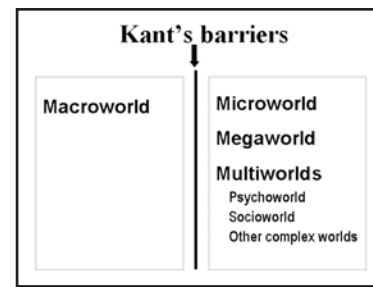 Kant's barriers
Macroworld
Microworld
Megaworld
Multiworlds
Psychoworld
Socioworld
Other complex worlds